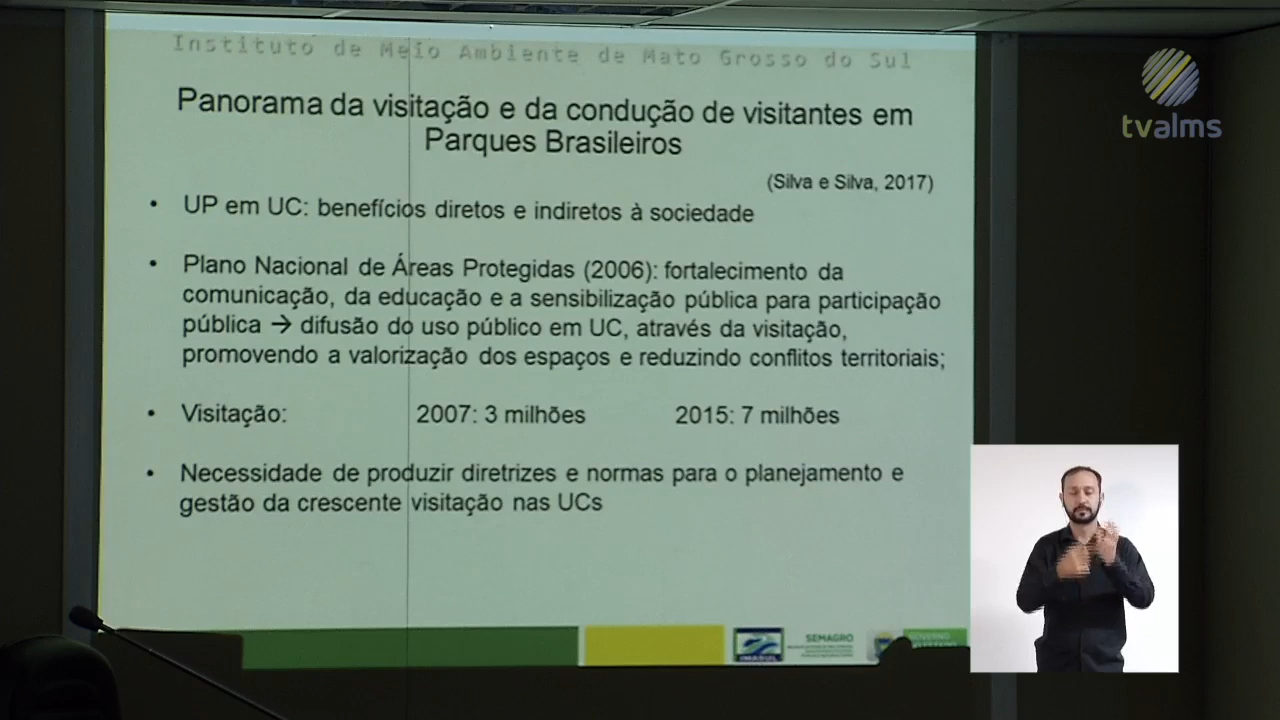 Instituto de Meio Ambiente de Mato Grosso do Sul
tvalms
Panorama da visitação e da condução de visitantes em
Parques Brasileiros
(Silva e Silva, 2017)
• UP em UC: benefícios diretos e indiretos à sociedade
• Plano Nacional de Áreas Protegidas (2006): fortalecimento da
comunicação, da educação e a sensibilização pública para participação
pública → difusão do uso público em UC, através da visitação,
promovendo a valorização dos espaços e reduzindo conflitos territoriais;
• Visitação: 2007: 3 milhões 2015: 7 milhões
• Necessidade de produzir diretrizes e normas para o planejamento e
gestão da crescente visitação nas UCs
IMASUL
SEMAGRO
GOVERNO